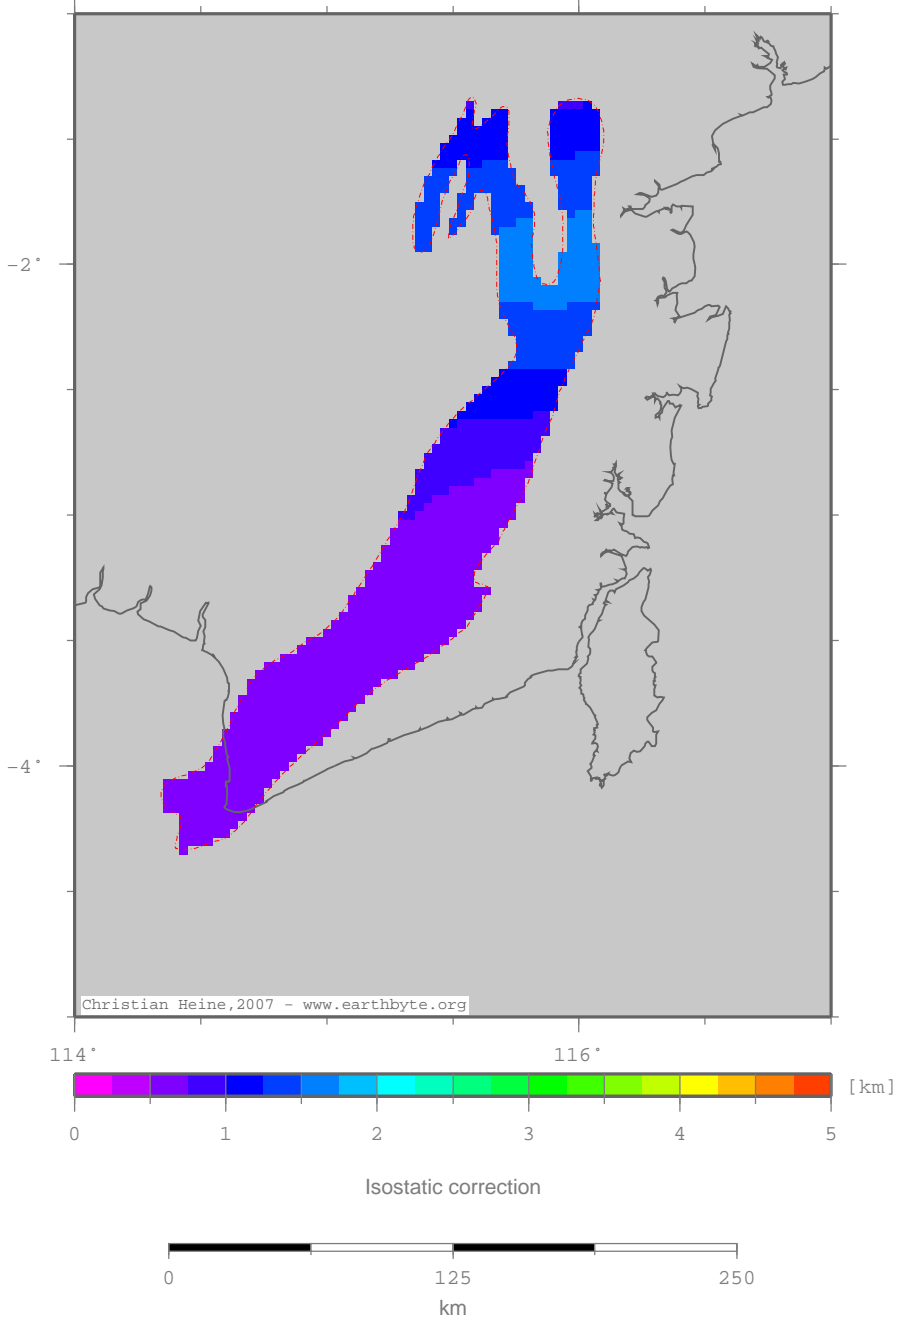 -2°
-4°
Christian Heine,2007 - www.earthbyte.org
114° 116°
[km]
0 1 2 3 4 5
Isostatic correction
0 125 250
km